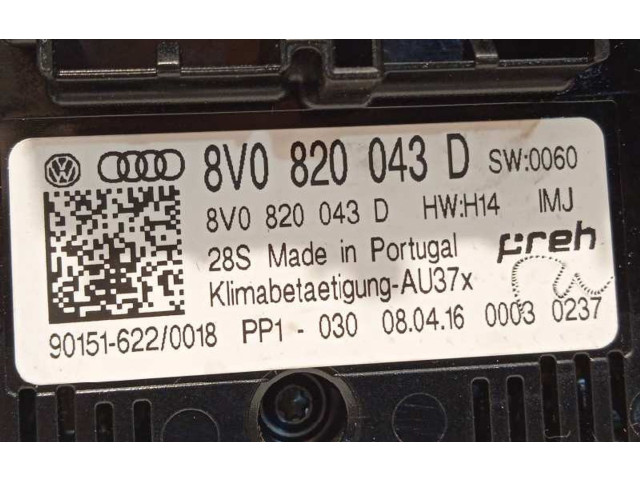 8V0 820 043 D SW:0060
8V0 820 043 D HW:H14 IMJ
28S Made in Portugal preh
Klimabetaetigung-AU37x
90151-622/0018 PP1 - 030 08.04.16 0003 0237